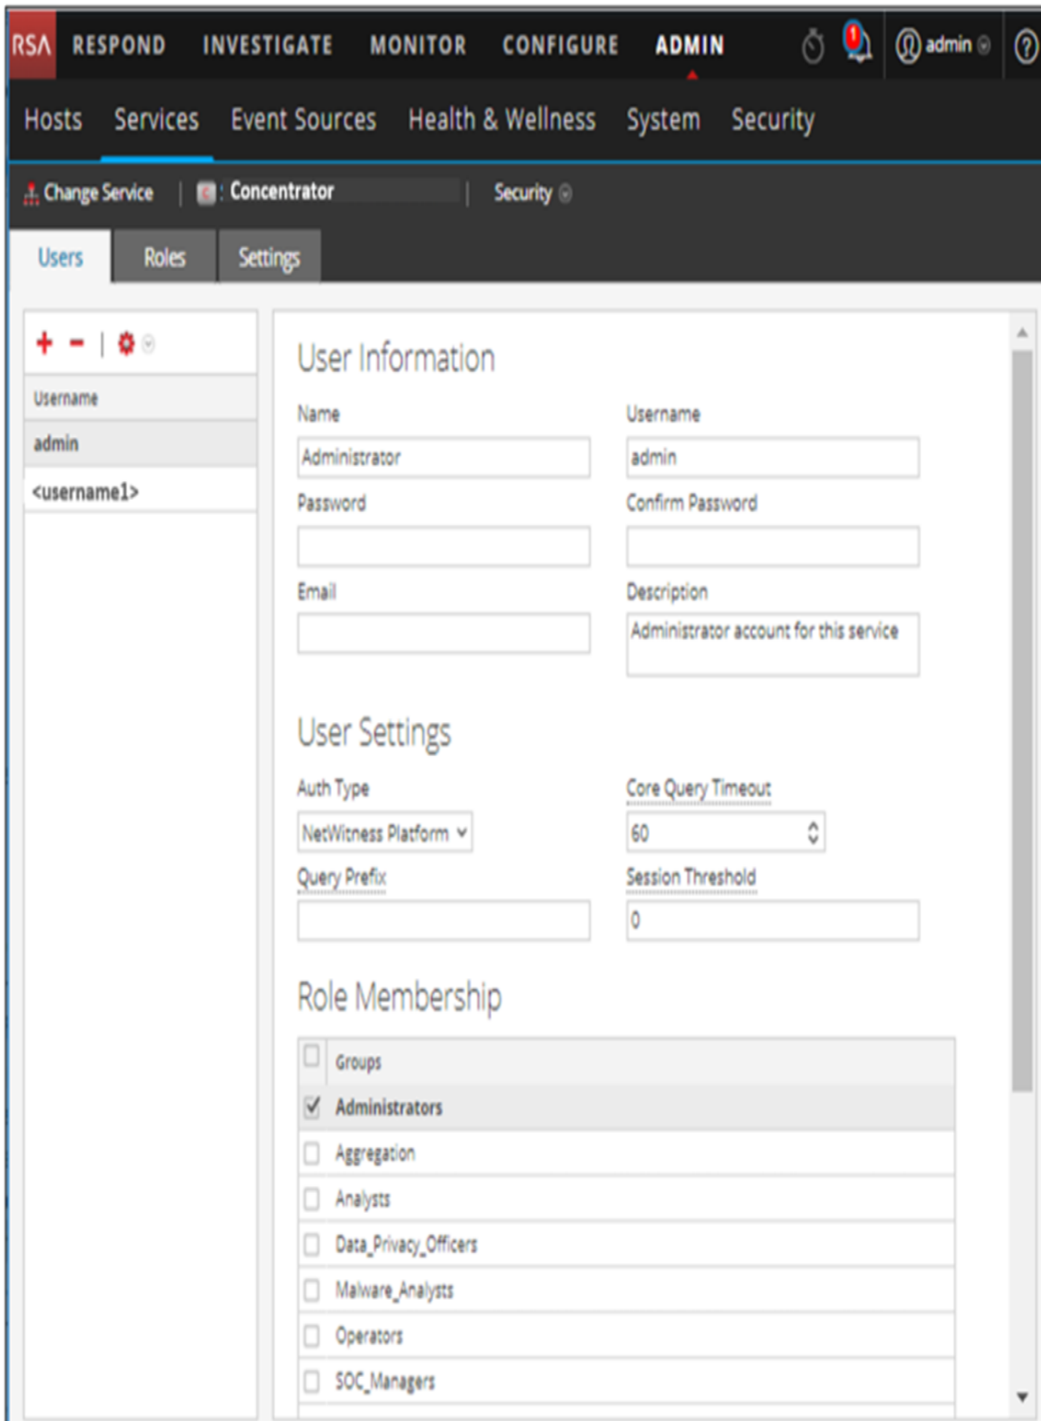 RSA RESPOND INVESTIGATE MONITOR CONFIGURE ADMIN 1 admin ?
Hosts Services Event Sources Health & Wellness System Security
Change Service | : Concentrator | Security
Users Roles Settings
Username
admin
<username1>
User Information
Name Username
Administrator admin
Password Confirm Password
Email Description
Administrator account for this service
User Settings
Auth Type Core Query Timeout
NetWitness Platform 60
Query Prefix Session Threshold
0
Role Membership
Groups
Administrators
Aggregation
Analysts
Data_Privacy_Officers
Malware_Analysts
Operators
SOC_Managers